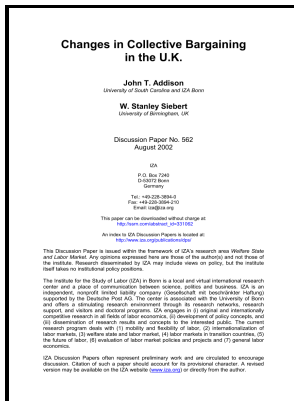 Changes in Collective Bargaining
in the U.K.
John T. Addison
University of South Carolina and IZA Bonn
W. Stanley Siebert
University of Birmingham, UK
Discussion Paper No. 562
August 2002
IZA
P.O. Box 7240
D-53072 Bonn
Germany
Tel.: +49-228-3894-0
Fax: +49-228-3894-210
Email: iza@iza.org
This paper can be downloaded without charge at:
http://ssrn.com/abstract_id=331062
An index to IZA Discussion Papers is located at:
http://www.iza.org/publications/dps/
This Discussion Paper is issued within the framework of IZA's research area Welfare State
and Labor Market. Any opinions expressed here are those of the author(s) and not those of
the institute. Research disseminated by IZA may include views on policy, but the institute
itself takes no institutional policy positions.
The Institute for the Study of Labor (IZA) in Bonn is a local and virtual international research
center and a place of communication between science, politics and business. IZA is an
independent, nonprofit limited liability company (Gesellschaft mit beschränkter Haftung)
supported by the Deutsche Post AG. The center is associated with the University of Bonn
and offers a stimulating research environment through its research networks, research
support, and visitors and doctoral programs. IZA engages in (i) original and internationally
competitive research in all fields of labor economics, (ii) development of policy concepts, and
(iii) dissemination of research results and concepts to the interested public. The current
research program deals with (1) mobility and flexibility of labor, (2) internationalization of
labor markets, (3) welfare state and labor market, (4) labor markets in transition countries, (5)
the future of labor, (6) evaluation of labor market policies and projects and (7) general labor
economics.
IZA Discussion Papers often represent preliminary work and are circulated to encourage
discussion. Citation of such a paper should account for its provisional character. A revised
version may be available on the IZA website (www.iza.org) or directly from the author.